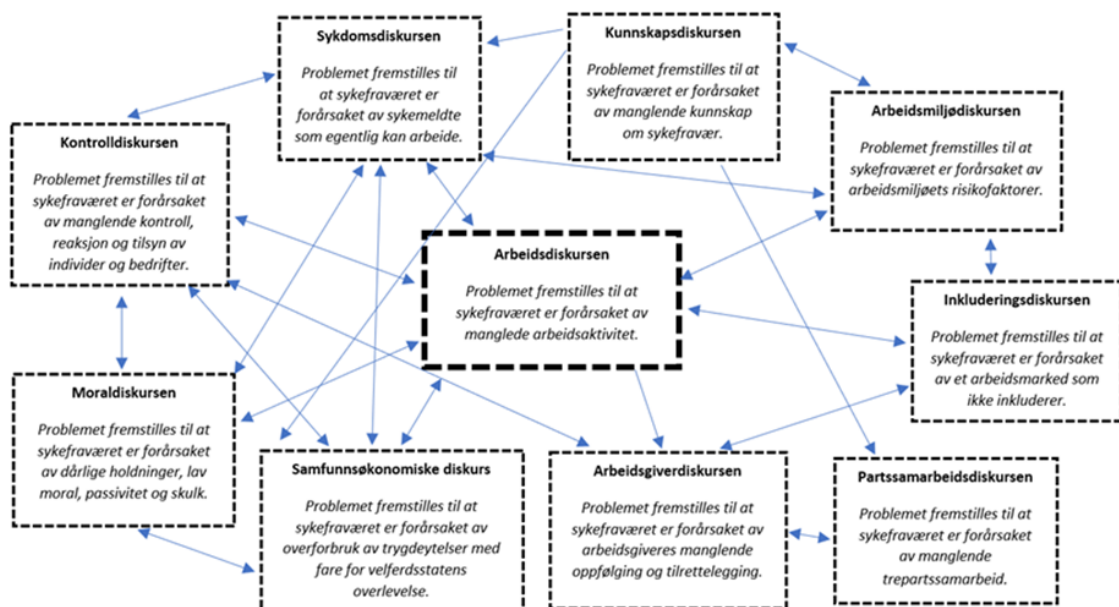 Sykdomsdiskursen
Problemet fremstilles til
at sykefraværet er
forårsaket av sykemeldte
som egentlig kan arbeide.
Kunnskapsdiskursen
Problemet fremstilles til at
sykefraværet er forårsaket
av manglende kunnskap
om sykefravær.
Arbeidsmiljødiskursen
Problemet fremstilles til at
sykefraværet er forårsaket av
arbeidsmiljøets risikofaktorer.
Kontrolldiskursen
Problemet fremstilles til at
sykefraværet er forårsaket
av manglende kontroll,
reaksjon og tilsyn av
individer og bedrifter.
Arbeidsdiskursen
Problemet fremstilles til at
sykefraværet er forårsaket av
manglede arbeidsaktivitet.
Inkluderingsdiskursen
Problemet fremstilles til at
sykefraværet er forårsaket
av et arbeidsmarked som
ikke inkluderer.
Moraldiskursen
Problemet fremstilles til at
sykefraværet er forårsaket
av dårlige holdninger, lav
moral, passivitet og skulk.
Samfunnsøkonomiske diskurs
Problemet fremstilles til at
sykefraværet er forårsaket av
overforbruk av trygdeytelser med
fare for velferdsstatens
overlevelse.
Arbeidsgiverdiskursen
Problemet fremstilles til at
sykefraværet er forårsaket av
arbeidsgiveres manglende
oppfølging og tilrettelegging.
Partssamarbeidsdiskursen
Problemet fremstilles til at
sykefraværet er forårsaket
av manglende
trepartssamarbeid.